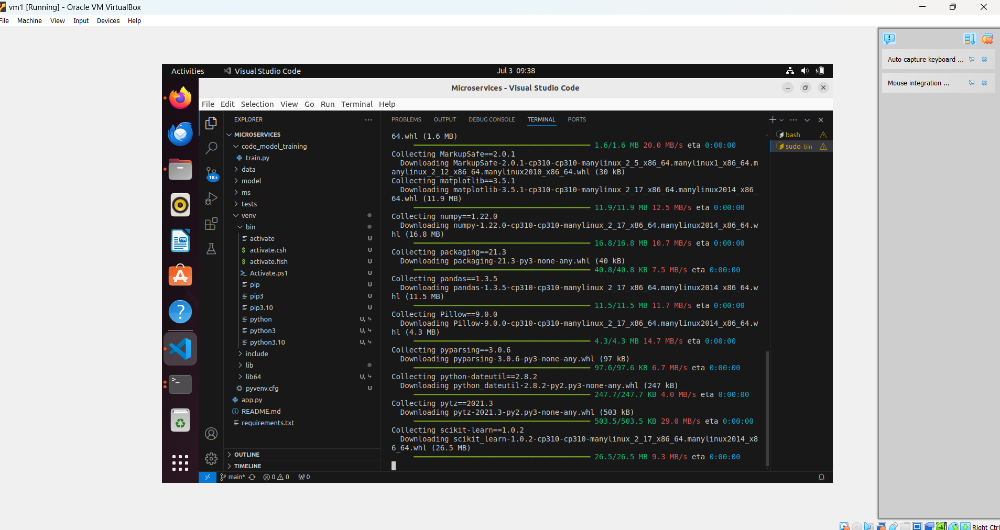 vm1 [Running] - Oracle VM VirtualBox
File Machine View Input Devices Help
Auto capture keyboard ...
Mouse integration ...
Activities
Visual Studio Code
Jul 3 09:38
Microservices - Visual Studio Code
File Edit Selection View Go Run Terminal Help
EXPLORER
MICROSERVICES
code_model_training
train.py
data
model
ms
tests
venv
bin
activate U
activate.csh U
activate.fish U
Activate.ps1 U
pip U
pip3 U
pip3.10 U
python U,
python3 U,
python3.10 U,
include
lib
lib64 U,
pyvenv.cfg U
app.py
README.md
requirements.txt
OUTLINE
TIMELINE
1K+
PROBLEMS OUTPUT DEBUG CONSOLE TERMINAL PORTS
64.whl (1.6 MB)
1.6/1.6 MB 20.0 MB/s eta 0:00:00
Collecting MarkupSafe==2.0.1
Downloading MarkupSafe-2.0.1-cp310-cp310-manylinux_2_5_x86_64.manylinux1_x86_64.m
anylinux_2_12_x86_64.manylinux2010_x86_64.whl (30 kB)
Collecting matplotlib==3.5.1
Downloading matplotlib-3.5.1-cp310-cp310-manylinux_2_17_x86_64.manylinux2014_x86_
64.whl (11.9 MB)
11.9/11.9 MB 12.5 MB/s eta 0:00:00
Collecting numpy==1.22.0
Downloading numpy-1.22.0-cp310-cp310-manylinux_2_17_x86_64.manylinux2014_x86_64.w
hl (16.8 MB)
16.8/16.8 MB 10.7 MB/s eta 0:00:00
Collecting packaging==21.3
Downloading packaging-21.3-py3-none-any.whl (40 kB)
40.8/40.8 KB 7.5 MB/s eta 0:00:00
Collecting pandas==1.3.5
Downloading pandas-1.3.5-cp310-cp310-manylinux_2_17_x86_64.manylinux2014_x86_64.w
hl (11.5 MB)
11.5/11.5 MB 11.7 MB/s eta 0:00:00
Collecting Pillow==9.0.0
Downloading Pillow-9.0.0-cp310-cp310-manylinux_2_17_x86_64.manylinux2014_x86_64.w
hl (4.3 MB)
4.3/4.3 MB 14.7 MB/s eta 0:00:00
Collecting pyparsing==3.0.6
Downloading pyparsing-3.0.6-py3-none-any.whl (97 kB)
97.6/97.6 KB 6.7 MB/s eta 0:00:00
Collecting python-dateutil==2.8.2
Downloading python_dateutil-2.8.2-py2.py3-none-any.whl (247 kB)
247.7/247.7 KB 4.0 MB/s eta 0:00:00
Collecting pytz==2021.3
Downloading pytz-2021.3-py2.py3-none-any.whl (503 kB)
503.5/503.5 KB 29.0 MB/s eta 0:00:00
Collecting scikit-learn==1.0.2
Downloading scikit_learn-1.0.2-cp310-cp310-manylinux_2_17_x86_64.manylinux2014_x8
6_64.whl (26.5 MB)
26.5/26.5 MB 9.3 MB/s eta 0:00:00
bash
sudo bin
main* 0 0 0
Right Ctrl